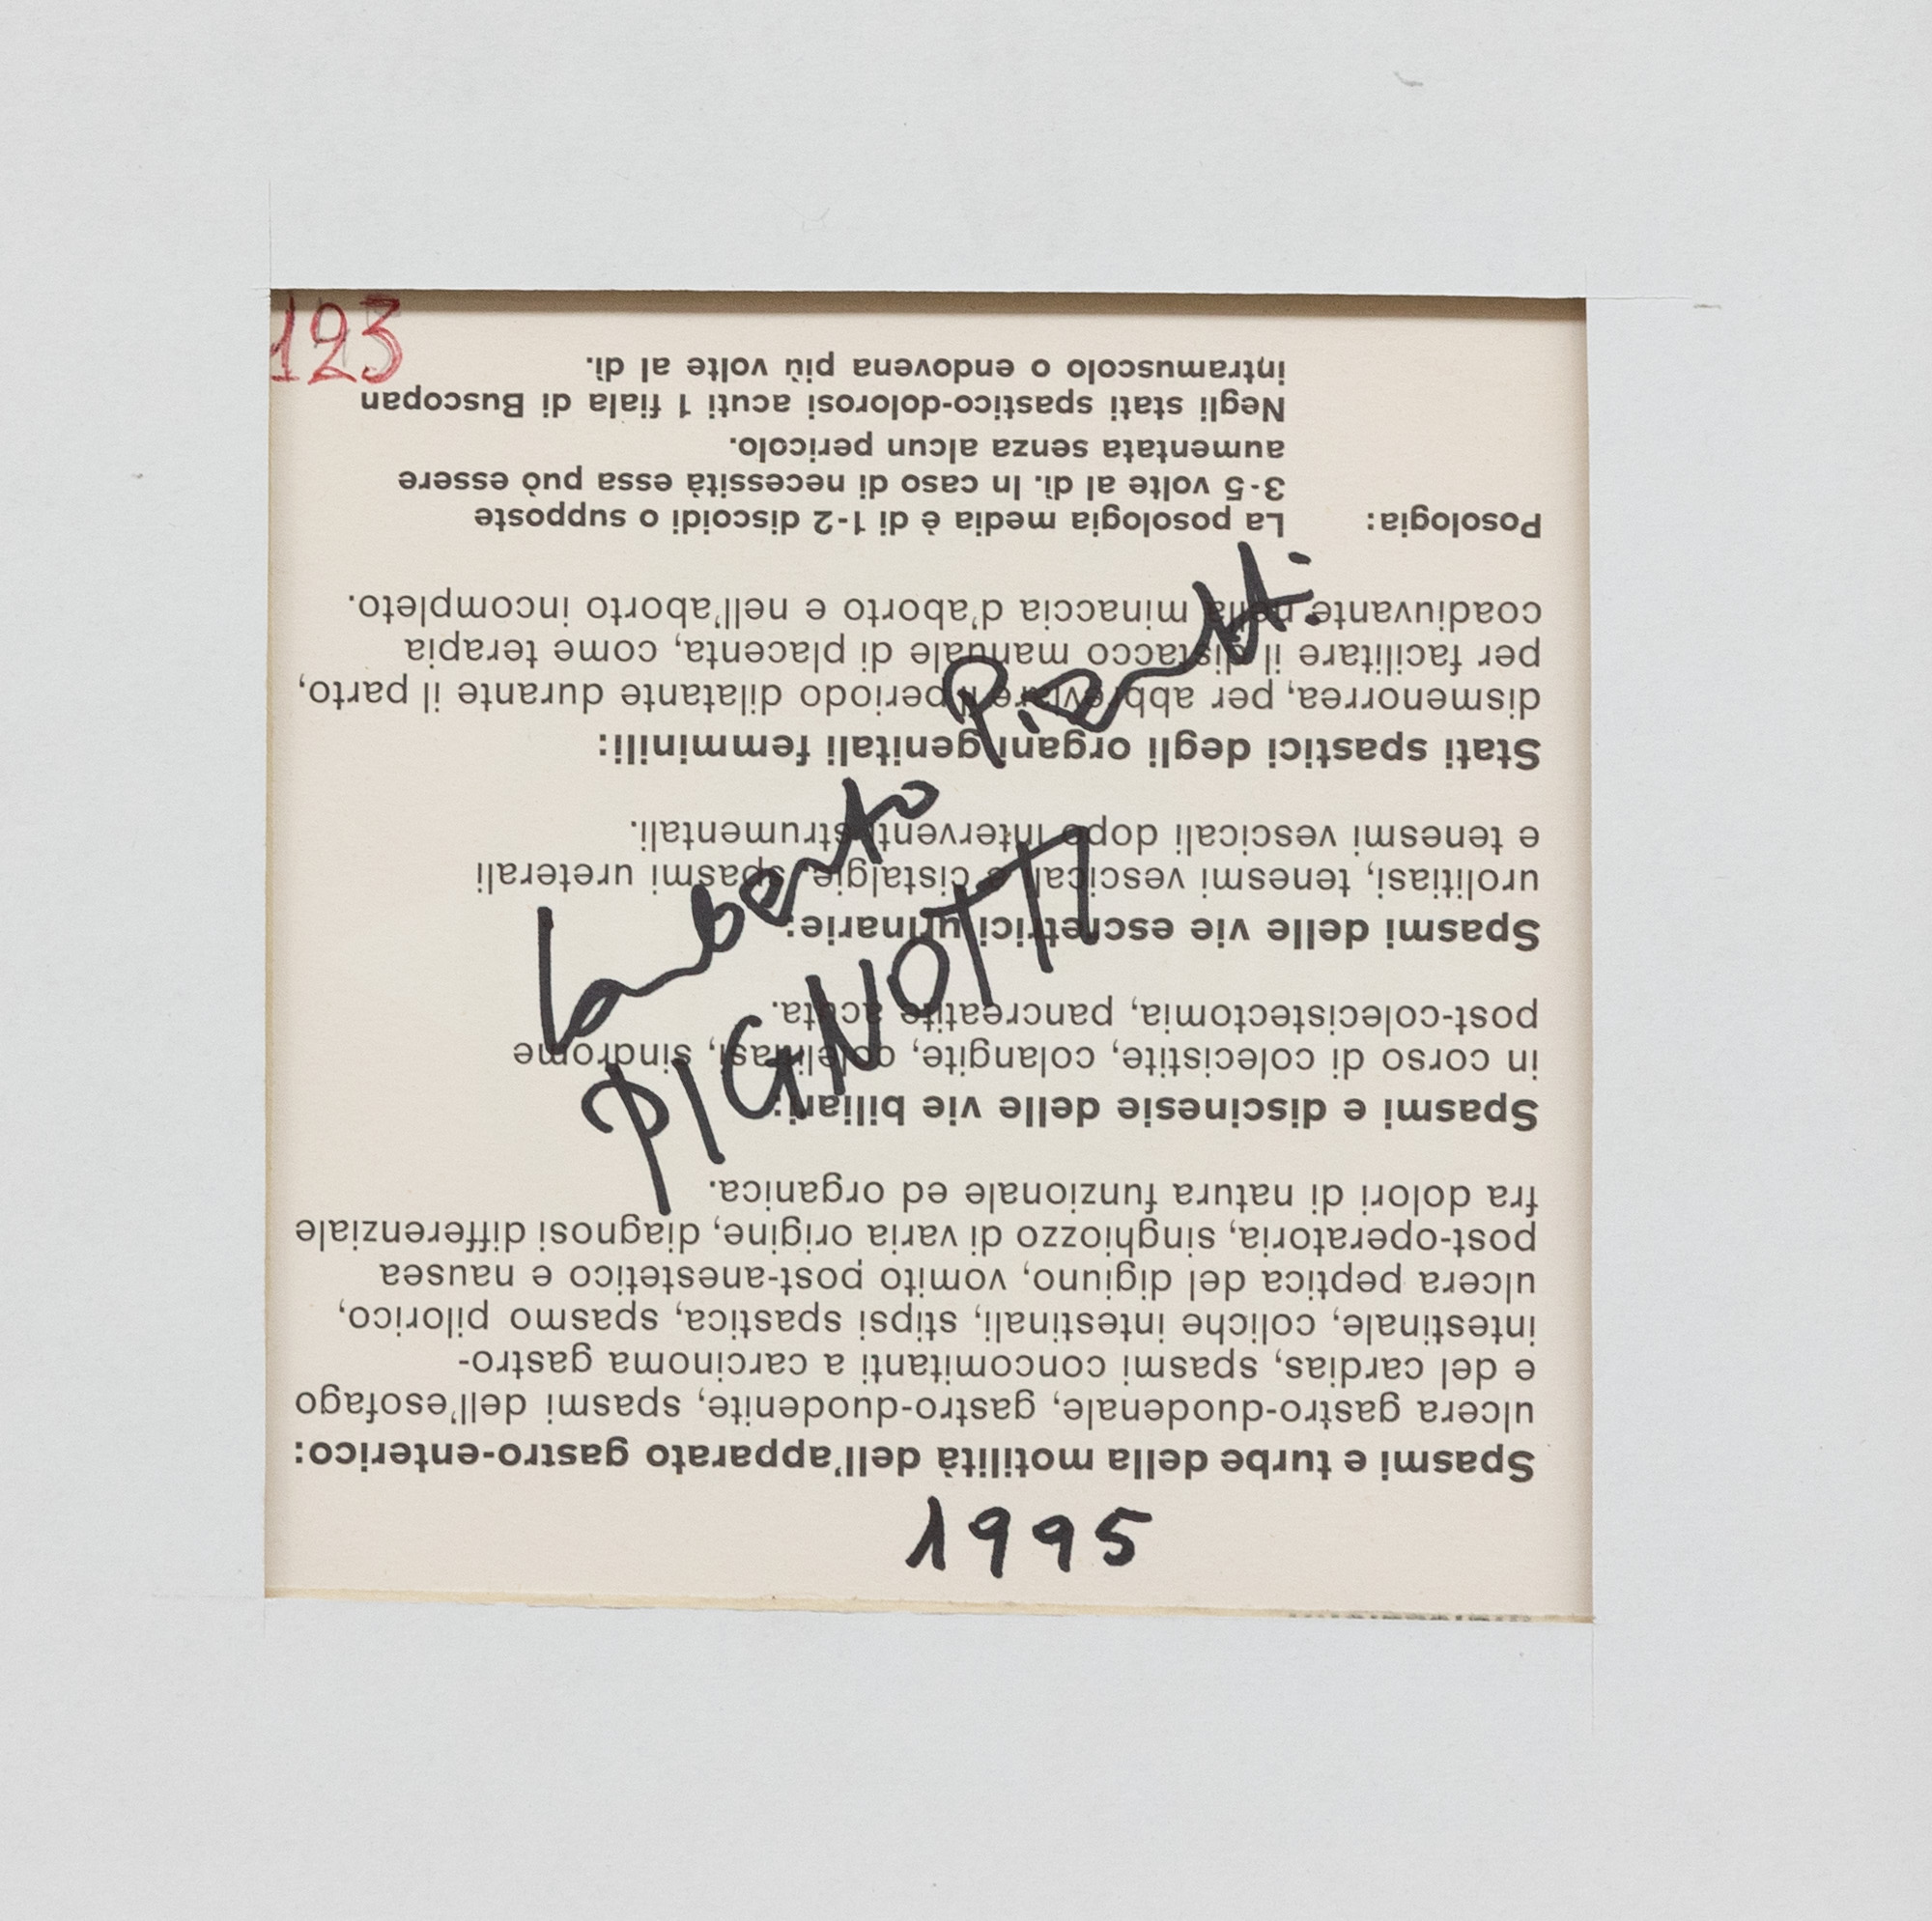 123
Lamberto Pignotti
PIGNOTTI
1995
Spasmi e turbe della motilità dell'apparato gastro-enterico:
ulcera gastro-duodenale, gastro-duodenite, spasmi dell'esofago
e del cardias, spasmi concomitanti a carcinoma gastro-
intestinale, coliche intestinali, stipsi spastica, spasmo pilorico,
ulcera peptica del digiuno, vomito post-anestetico e nausea
post-operatoria, singhiozzo di varia origine, diagnosi differenziale
fra dolori di natura funzionale ed organica.
Spasmi e discinesie delle vie biliari:
in corso di colecistite, colangite, colelitiasi, sindrome
post-colecistectomia, pancreatite acuta.
Spasmi delle vie escretrici urinarie:
urolitiasi, tenesmi vescicali e cistalgie, spasmi ureterali
e tenesmi vescicali dopo interventi strumentali.
Stati spastici degli organi genitali femminili:
dismenorrea, per abbreviare il periodo dilatante durante il parto,
per facilitare il distacco manuale di placenta, come terapia
coadiuvante nella minaccia d'aborto e nell'aborto incompleto.
Posologia: La posologia media è di 1-2 discoidi o supposte
3-5 volte al dì. In caso di necessità essa può essere
aumentata senza alcun pericolo.
Negli stati spastico-dolorosi acuti 1 fiala di Buscopan
intramuscolo o endovena più volte al dì.